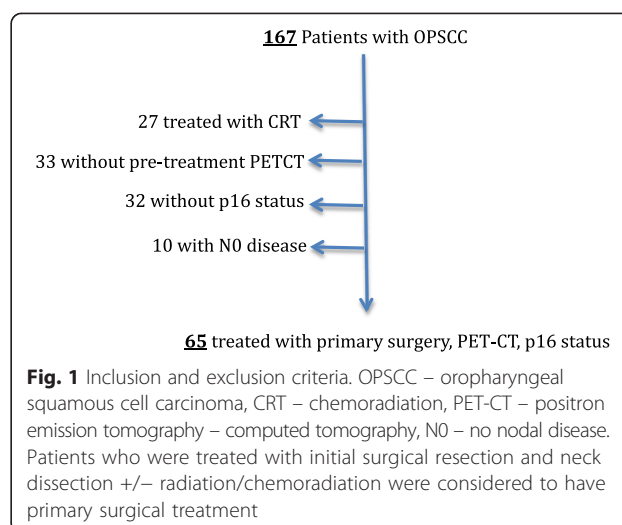 167 Patients with OPSCC
27 treated with CRT
33 without pre-treatment PETCT
32 without p16 status
10 with N0 disease
65 treated with primary surgery, PET-CT, p16 status
Fig. 1 Inclusion and exclusion criteria. OPSCC – oropharyngeal
squamous cell carcinoma, CRT – chemoradiation, PET-CT – positron
emission tomography – computed tomography, N0 – no nodal disease.
Patients who were treated with initial surgical resection and neck
dissection +/− radiation/chemoradiation were considered to have
primary surgical treatment